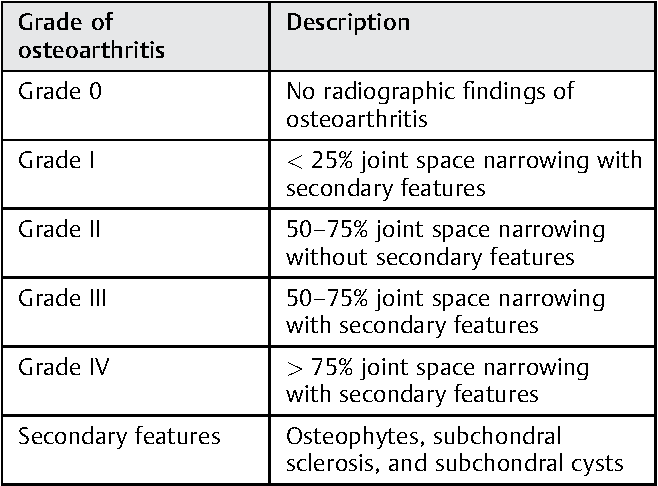 Grade of
osteoarthritis
Description
Grade 0
No radiographic findings of
osteoarthritis
Grade I
< 25% joint space narrowing with
secondary features
Grade II
50–75% joint space narrowing
without secondary features
Grade III
50–75% joint space narrowing
with secondary features
Grade IV
> 75% joint space narrowing
with secondary features
Secondary features
Osteophytes, subchondral
sclerosis, and subchondral cysts